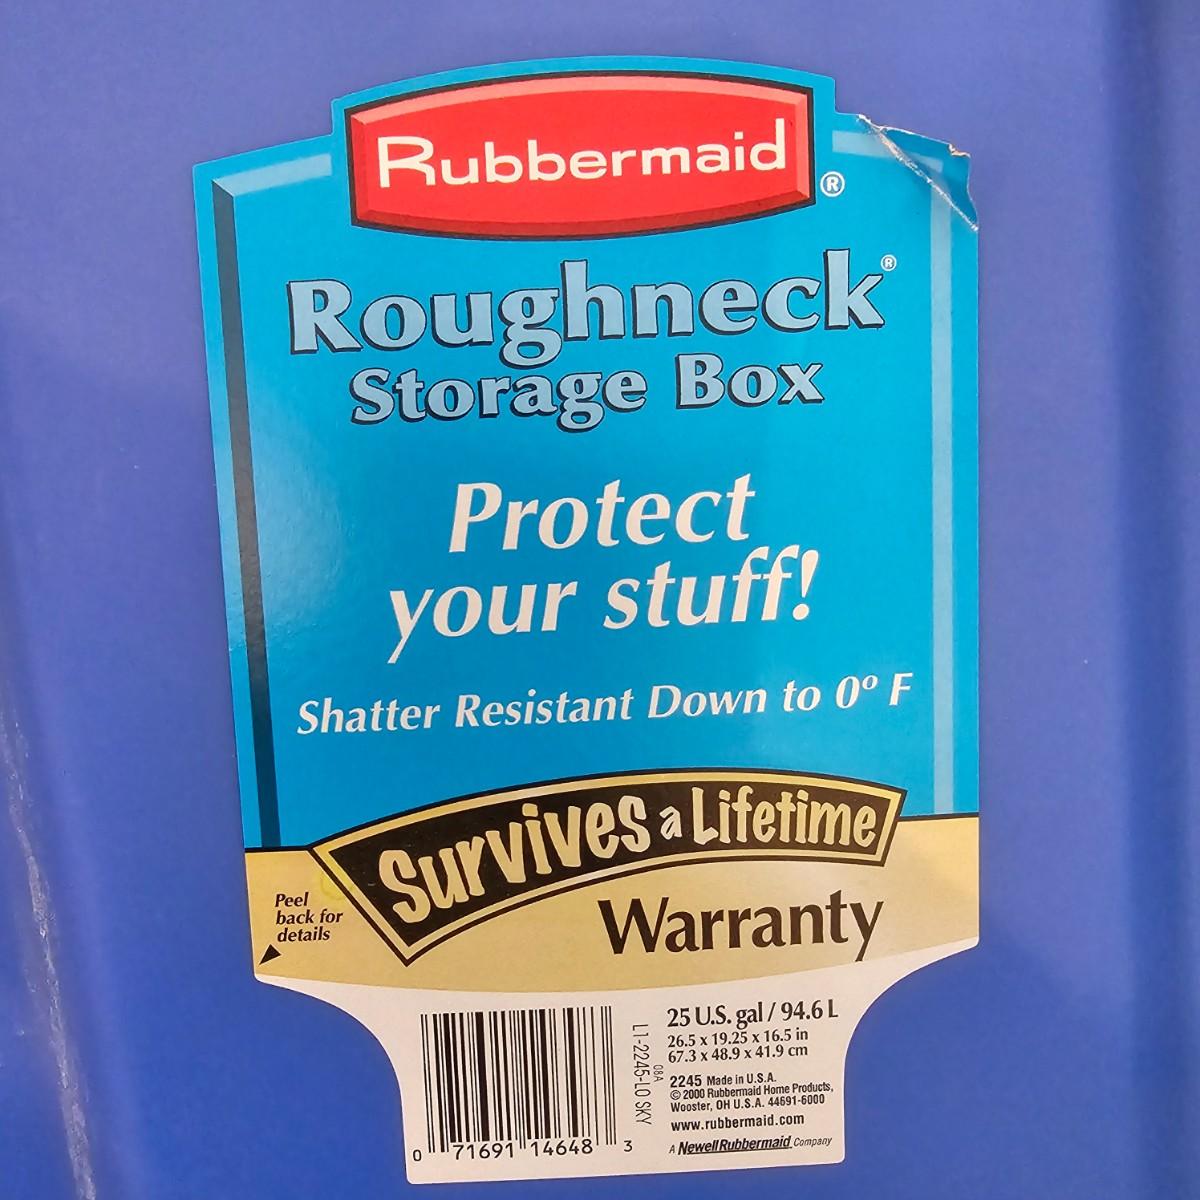 Rubbermaid®
Roughneck®
Storage Box
Protect
your stuff!
Shatter Resistant Down to 0º F
Survives a Lifetime
Warranty
Peel
back for
details
25 U.S. gal / 94.6 L
26.5 x 19.25 x 16.5 in
67.3 x 48.9 x 41.9 cm
2245 Made in U.S.A.
© 2000 Rubbermaid Home Products,
Wooster, OH U.S.A. 44691-6000
www.rubbermaid.com
A NewellRubbermaid Company
L1-2245-L0 SKY
08A
0 71691 14648 3